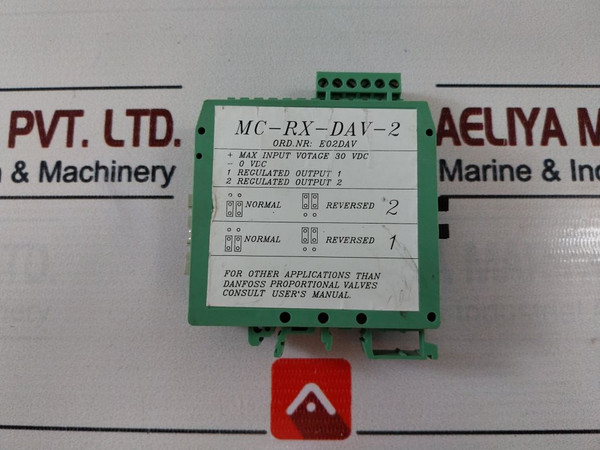 MC-RX-DAV-2
ORD.NR: E02DAV
+ MAX INPUT VOTAGE 30 VDC
- 0 VDC
1 REGULATED OUTPUT 1
2 REGULATED OUTPUT 2
NORMAL REVERSED 2
NORMAL REVERSED 1
FOR OTHER APPLICATIONS THAN
DANFOSS PROPORTIONAL VALVES
CONSULT USER'S MANUAL.
PVT. LTD.
& Machinery
AELIYA M
Marine & Ind